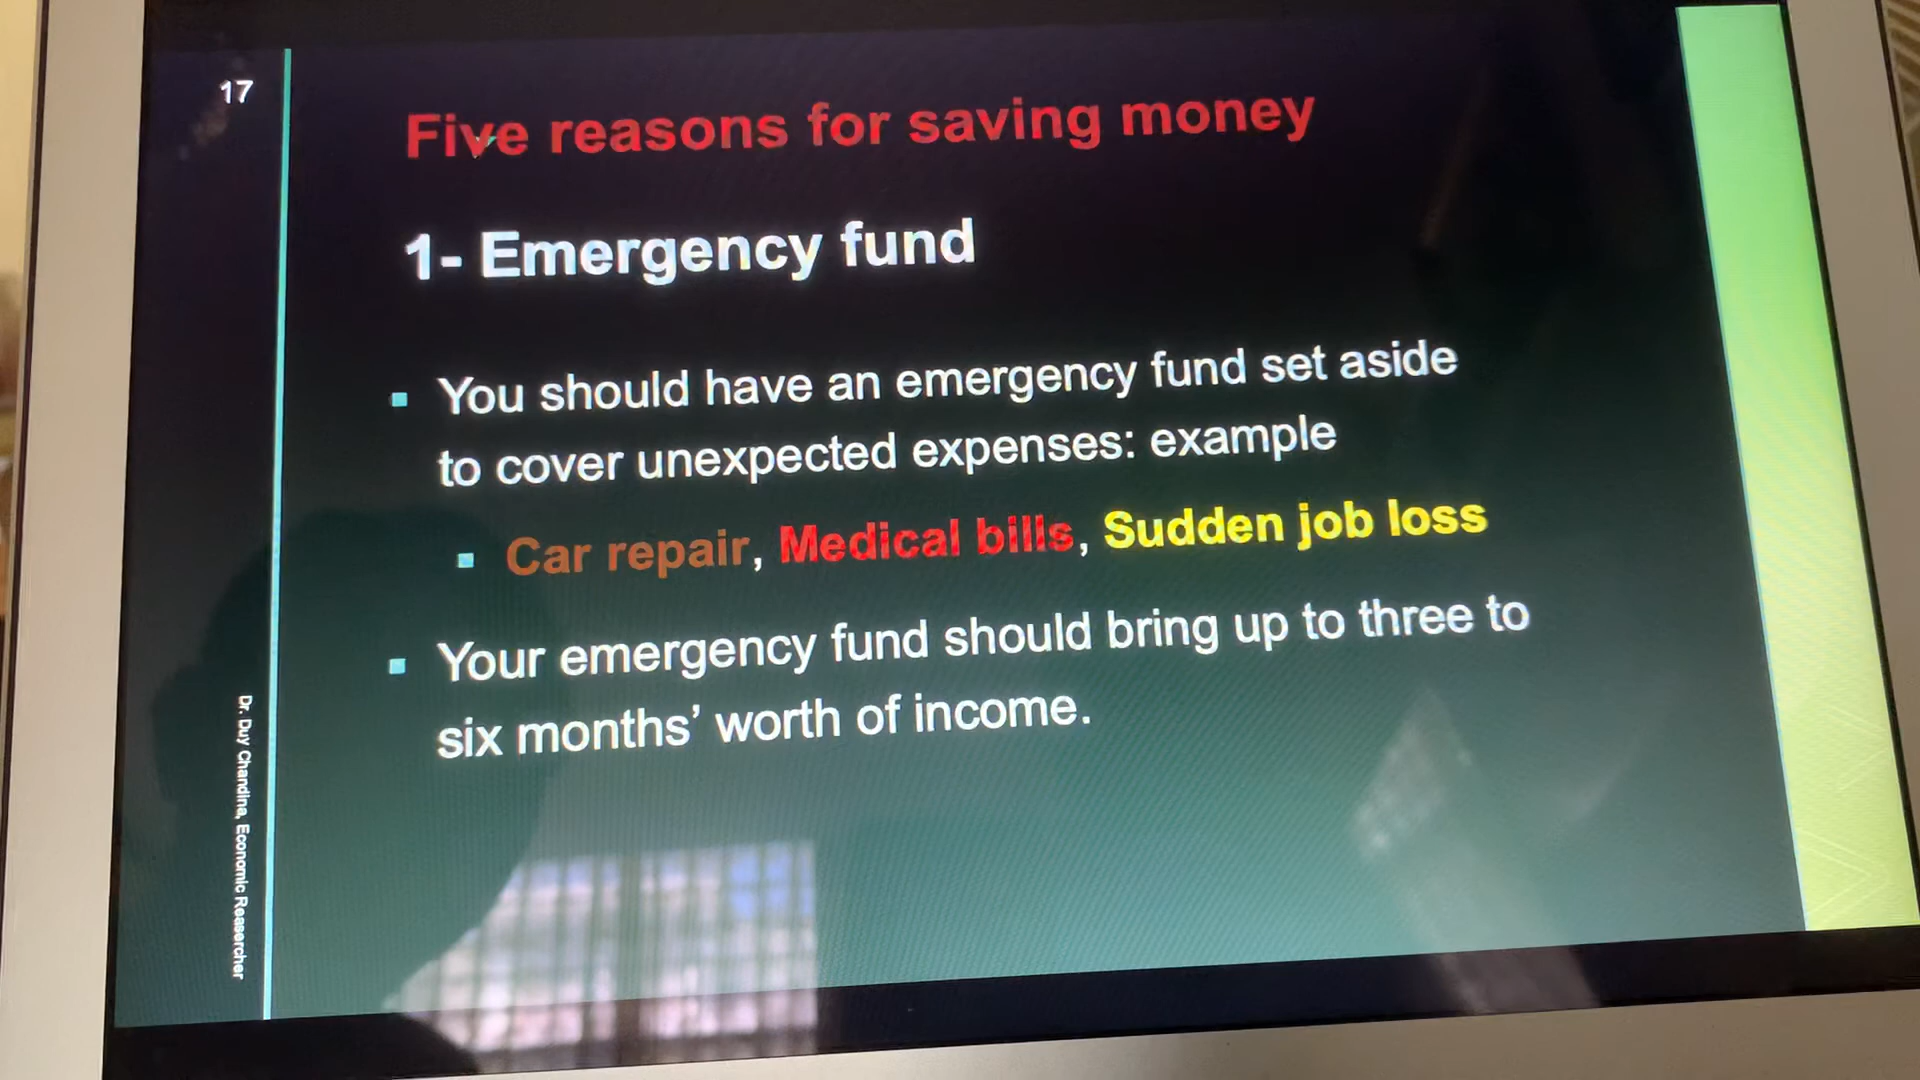 17
Five reasons for saving money
1- Emergency fund
▪ You should have an emergency fund set aside
to cover unexpected expenses: example
▪ Car repair, Medical bills, Sudden job loss
▪ Your emergency fund should bring up to three to
six months’ worth of income.
Dr. Duy Chandina, Economic Reasercher